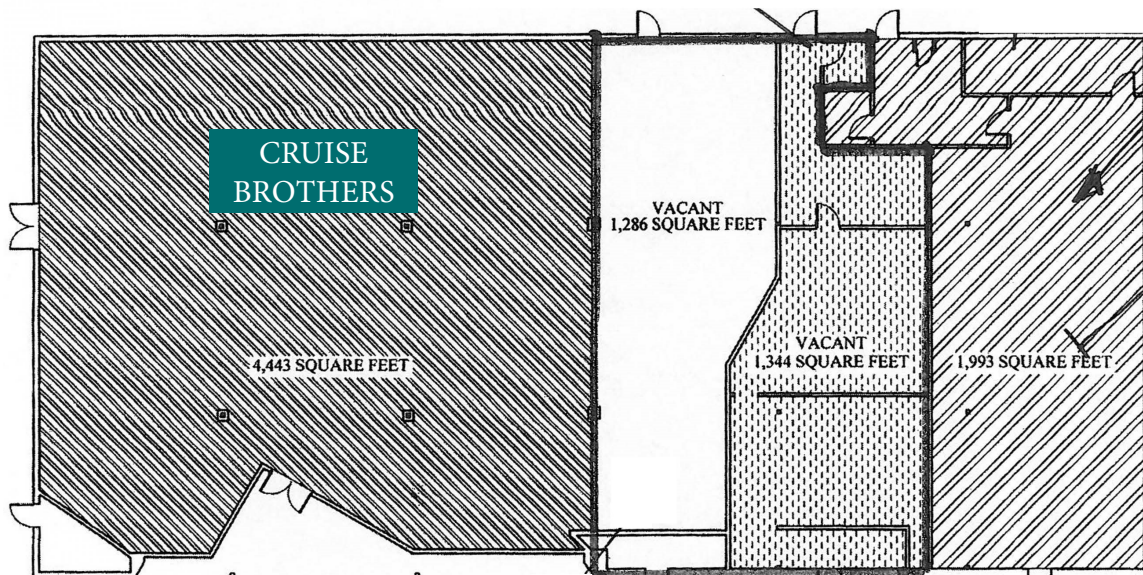 CRUISE
BROTHERS
VACANT
1,286 SQUARE FEET
4,443 SQUARE FEET
VACANT
1,344 SQUARE FEET
1,993 SQUARE FEET